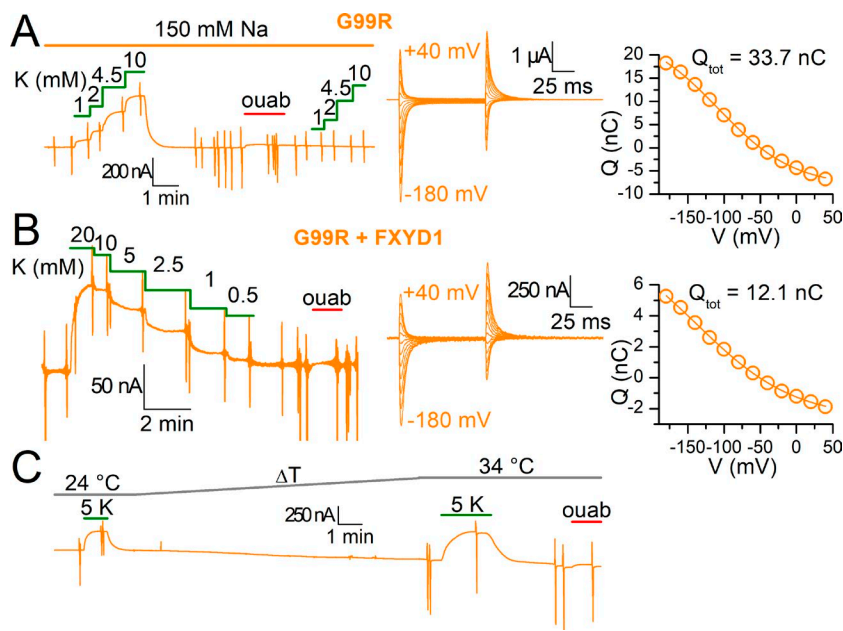 A
G99R
150 mM Na
K (mM)
1 2 4.5 10
ouab
1 2 4.5 10
200 nA
1 min
+40 mV
-180 mV
1 µA
25 ms
Qtot = 33.7 nC
Q (nC)
20
15
10
5
0
-5
-10
-150 -100 -50 0 50
V (mV)
B
G99R + FXYD1
K (mM)
20 10 5 2.5 1 0.5
ouab
50 nA
2 min
+40 mV
-180 mV
250 nA
25 ms
Qtot = 12.1 nC
Q (nC)
6
4
2
0
-2
-150 -100 -50 0 50
V (mV)
C
24 °C
ΔT
34 °C
5 K
250 nA
1 min
5 K
ouab